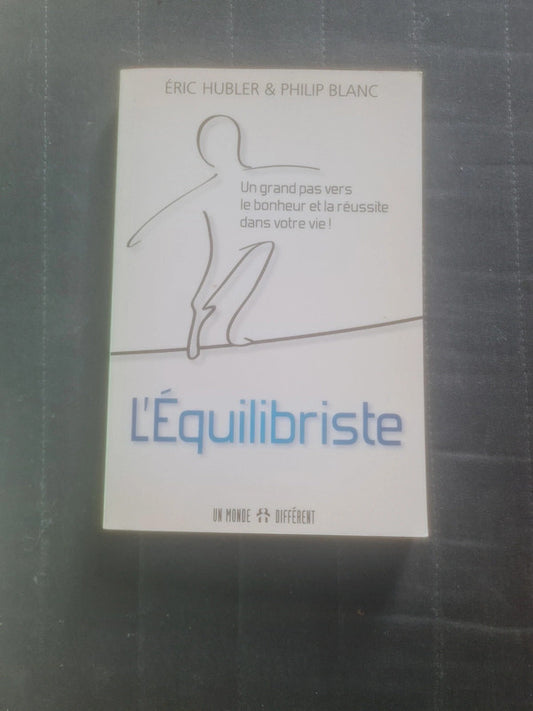 ÉRIC HUBLER & PHILIP BLANC
Un grand pas vers
le bonheur et la réussite
dans votre vie !
L'Équilibriste
UN MONDE DIFFÉRENT